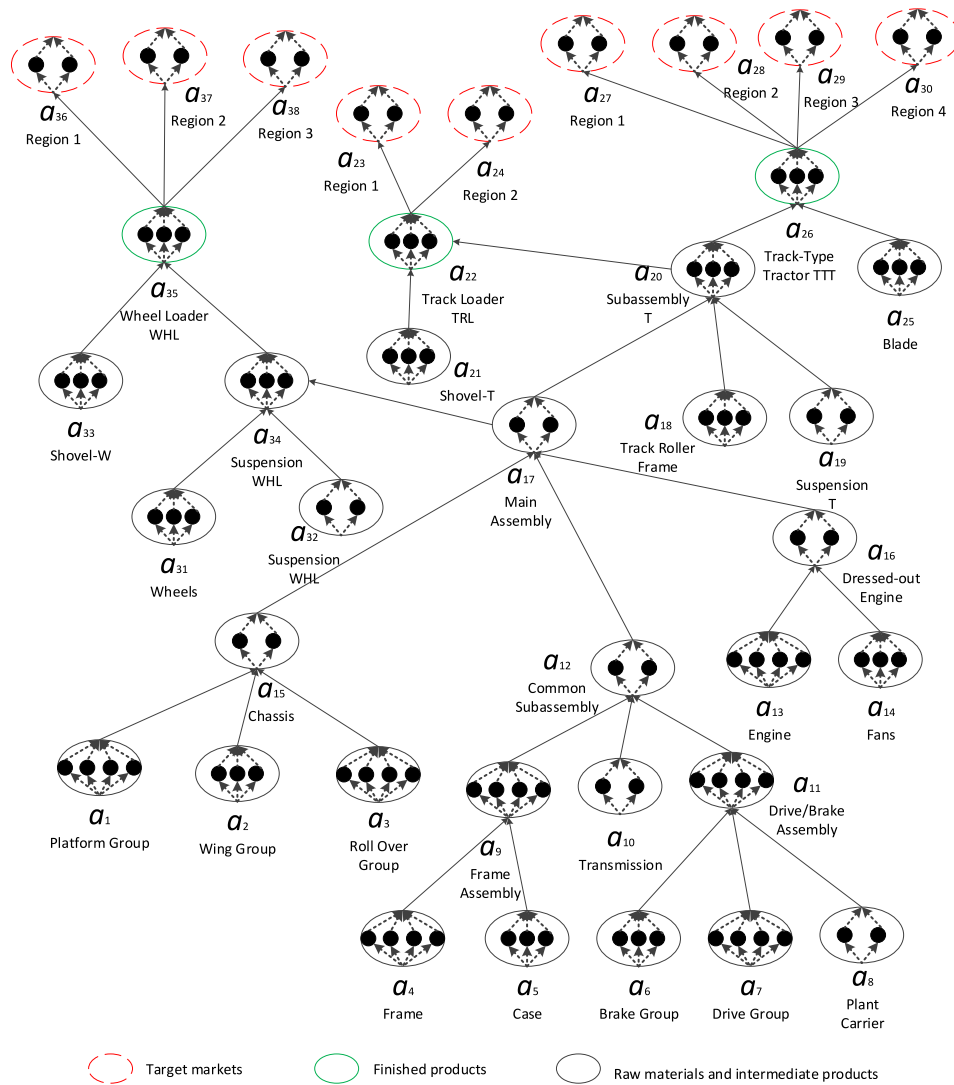 a36
Region 1
a37
Region 2
a38
Region 3
a27
Region 1
a28
Region 2
a29
Region 3
a30
Region 4
a23
Region 1
a24
Region 2
a35
Wheel Loader
WHL
a22
Track Loader
TRL
a20
Subassembly
T
a26
Track-Type
Tractor TTT
a25
Blade
a33
Shovel-W
a34
Suspension
WHL
a21
Shovel-T
a17
Main
Assembly
a18
Track Roller
Frame
a19
Suspension
T
a31
Wheels
a32
Suspension
WHL
a16
Dressed-out
Engine
a15
Chassis
a12
Common
Subassembly
a13
Engine
a14
Fans
a1
Platform Group
a2
Wing Group
a3
Roll Over
Group
a9
Frame
Assembly
a10
Transmission
a11
Drive/Brake
Assembly
a4
Frame
a5
Case
a6
Brake Group
a7
Drive Group
a8
Plant
Carrier
Target markets
Finished products
Raw materials and intermediate products